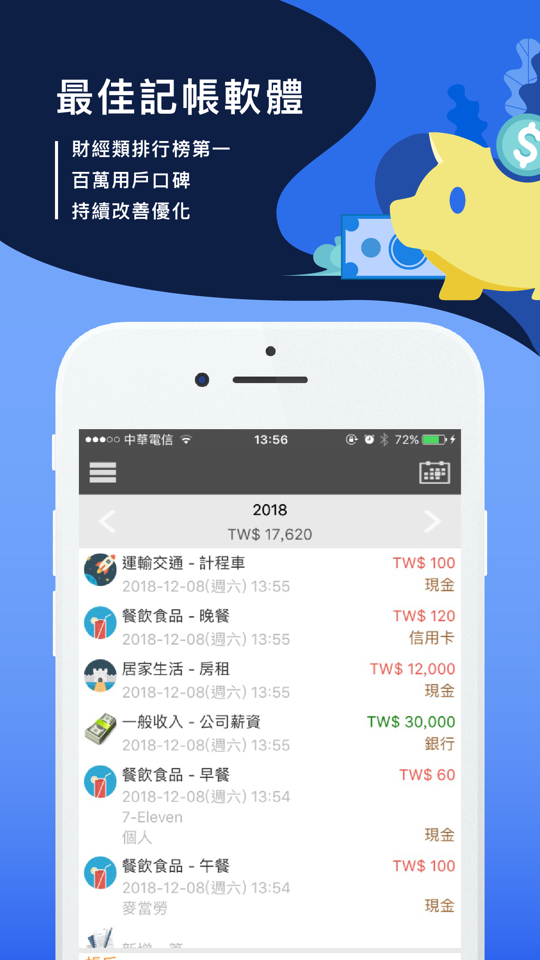 最佳記帳軟體
財經類排行榜第一
百萬用戶口碑
持續改善優化
$
中華電信 13:56 72%
2018
TW$ 17,620
運輸交通 - 計程車 TW$ 100
2018-12-08(週六) 13:55 現金
餐飲食品 - 晚餐 TW$ 120
2018-12-08(週六) 13:55 信用卡
居家生活 - 房租 TW$ 12,000
2018-12-08(週六) 13:55 現金
一般收入 - 公司薪資 TW$ 30,000
2018-12-08(週六) 13:55 銀行
餐飲食品 - 早餐 TW$ 60
2018-12-08(週六) 13:54
7-Eleven
個人 現金
餐飲食品 - 午餐 TW$ 100
2018-12-08(週六) 13:54
麥當勞 現金